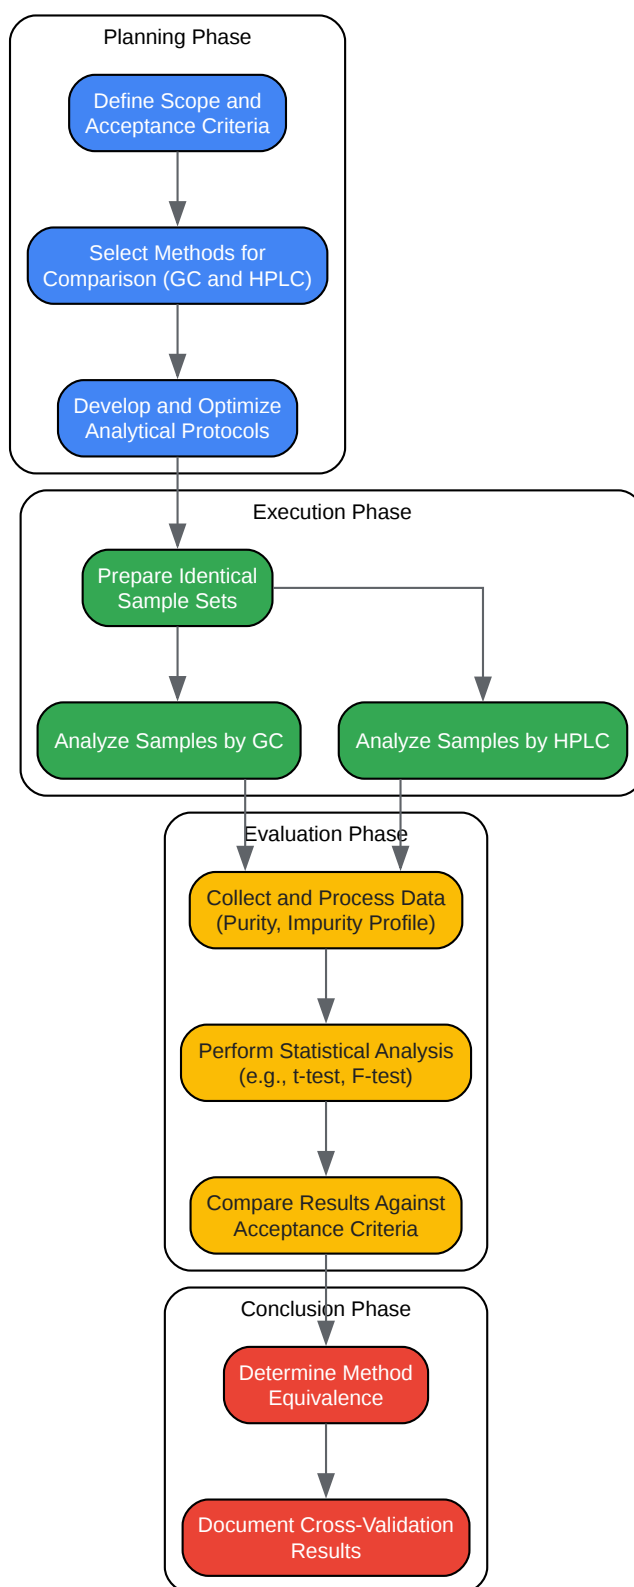 Planning Phase
Define Scope and
Acceptance Criteria
Select Methods for
Comparison (GC and HPLC)
Develop and Optimize
Analytical Protocols
Execution Phase
Prepare Identical
Sample Sets
Analyze Samples by GC
Analyze Samples by HPLC
Evaluation Phase
Collect and Process Data
(Purity, Impurity Profile)
Perform Statistical Analysis
(e.g., t-test, F-test)
Compare Results Against
Acceptance Criteria
Conclusion Phase
Determine Method
Equivalence
Document Cross-Validation
Results